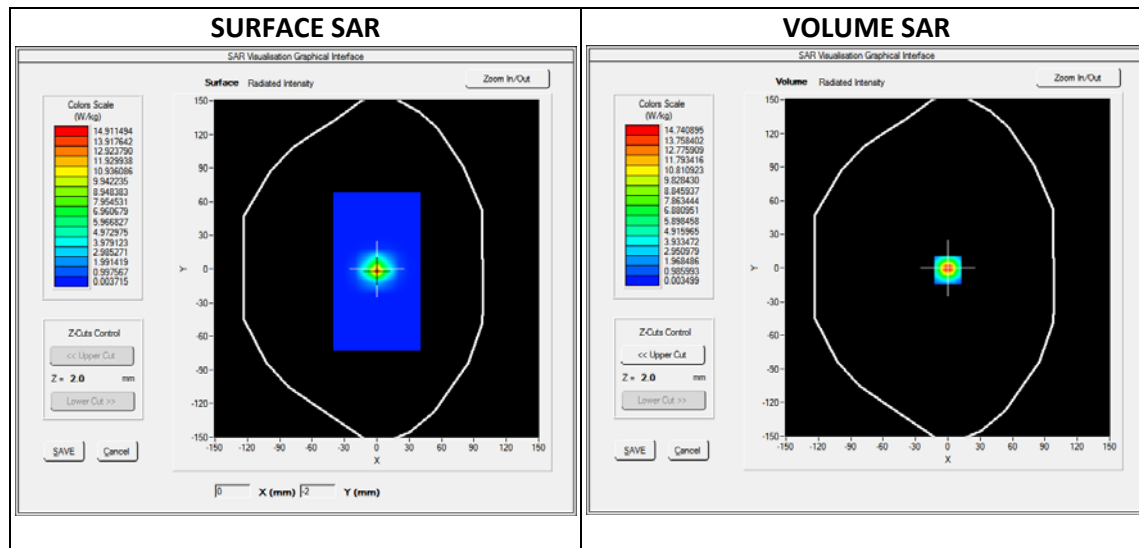 SURFACE SAR
SAR Visualisation Graphical Interface
Surface Radiated Intensity
Zoom In/Out
Colors Scale
(W/kg)
14.911494
13.917642
12.923790
11.929938
10.936086
9.942235
8.948383
7.954531
6.960679
5.966827
4.972975
3.979123
2.985271
1.991419
0.997567
0.003715
Z-Cuts Control
<< Upper Cut
Z = 2.0 mm
Lower Cut >>
SAVE Cancel
150
120
90
60
30
0
-30
-60
-90
-120
-150
Y
-150 -120 -90 -60 -30 0 30 60 90 120 150
X
0 X (mm) -2 Y (mm)
VOLUME SAR
SAR Visualisation Graphical Interface
Volume Radiated Intensity
Zoom In/Out
Colors Scale
(W/kg)
14.740895
13.758402
12.775909
11.793416
10.810923
9.828430
8.845937
7.863444
6.880951
5.898458
4.915965
3.933472
2.950979
1.968486
0.985993
0.003499
Z-Cuts Control
<< Upper Cut
Z = 2.0 mm
Lower Cut >>
SAVE Cancel
150
120
90
60
30
0
-30
-60
-90
-120
-150
Y
-150 -120 -90 -60 -30 0 30 60 90 120 150
X